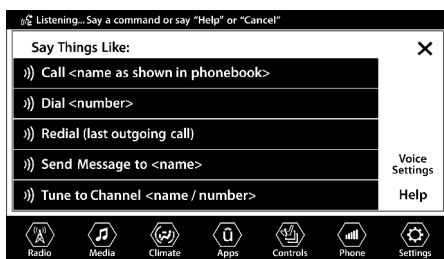 Listening... Say a command or say "Help" or "Cancel"
Say Things Like:
Call <name as shown in phonebook>
Dial <number>
Redial (last outgoing call)
Send Message to <name>
Tune to Channel <name / number>
Voice
Settings
Help
Radio
Media
Climate
Apps
Controls
Phone
Settings